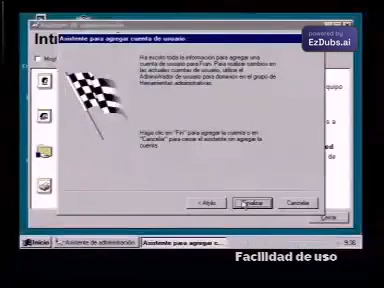 powered by
EzDubs.ai
Asistente para agregar cuenta de usuario
Ha escrito toda la información para agregar una
cuenta de usuario para Fran. Para realizar cambios en
las actuales cuentas de usuario, utilice el
Administrador de usuarios para dominios en el grupo de
Herramientas administrativas.
equipo
Haga clic en "Fin" para agregar la cuenta o en
"Cancelar" para cerrar el asistente sin agregar la
cuenta.
de
< Atrás
Finalizar
Cancelar
Cerrar
Inicio
Asistente de administración
Asistente para agregar c...
9:36
Facilidad de uso